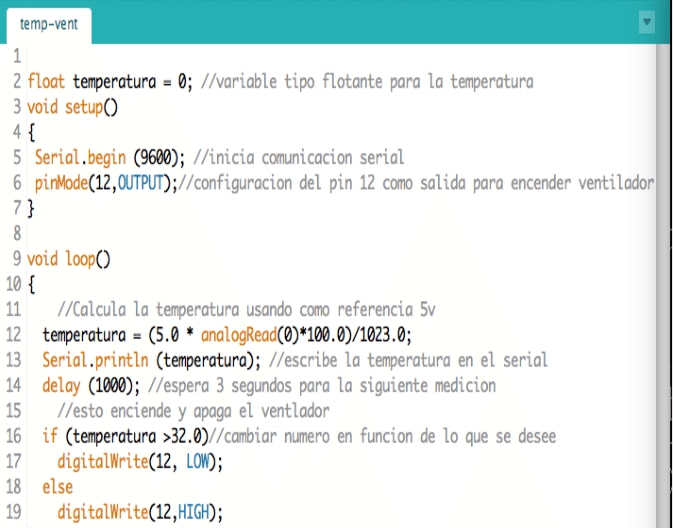 temp-vent
1
2 float temperatura = 0; //variable tipo flotante para la temperatura
3 void setup()
4 {
5 Serial.begin (9600); //inicia comunicacion serial
6 pinMode(12,OUTPUT);//configuracion del pin 12 como salida para encender ventilador
7 }
8
9 void loop()
10 {
11 //Calcula la temperatura usando como referencia 5v
12 temperatura = (5.0 * analogRead(0)*100.0)/1023.0;
13 Serial.println (temperatura); //escribe la temperatura en el serial
14 delay (1000); //espera 3 segundos para la siguiente medicion
15 //esto enciende y apaga el ventlador
16 if (temperatura >32.0)//cambiar numero en funcion de lo que se desee
17 digitalWrite(12, LOW);
18 else
19 digitalWrite(12,HIGH);